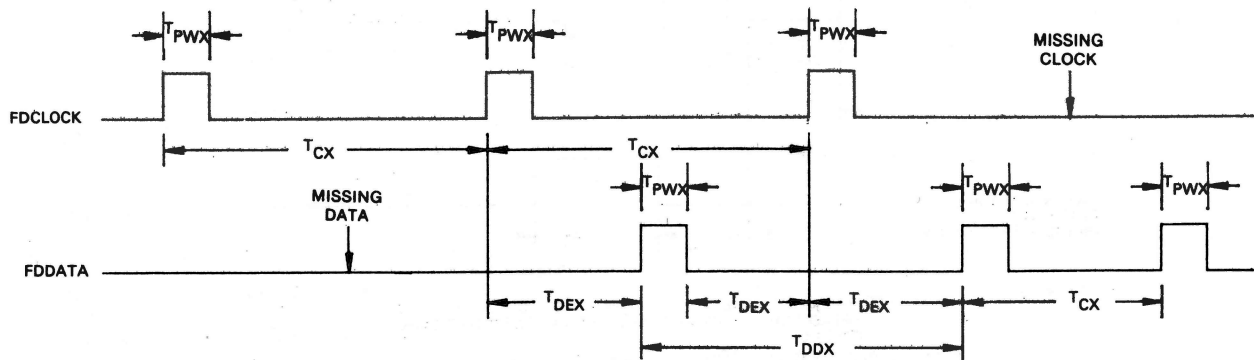 TPWX TPWX TPWX
MISSING
CLOCK
FDCLOCK
TCX TCX
TPWX TPWX TPWX
MISSING
DATA
FDDATA
TDEX TDEX TDEX TCX
TDDX